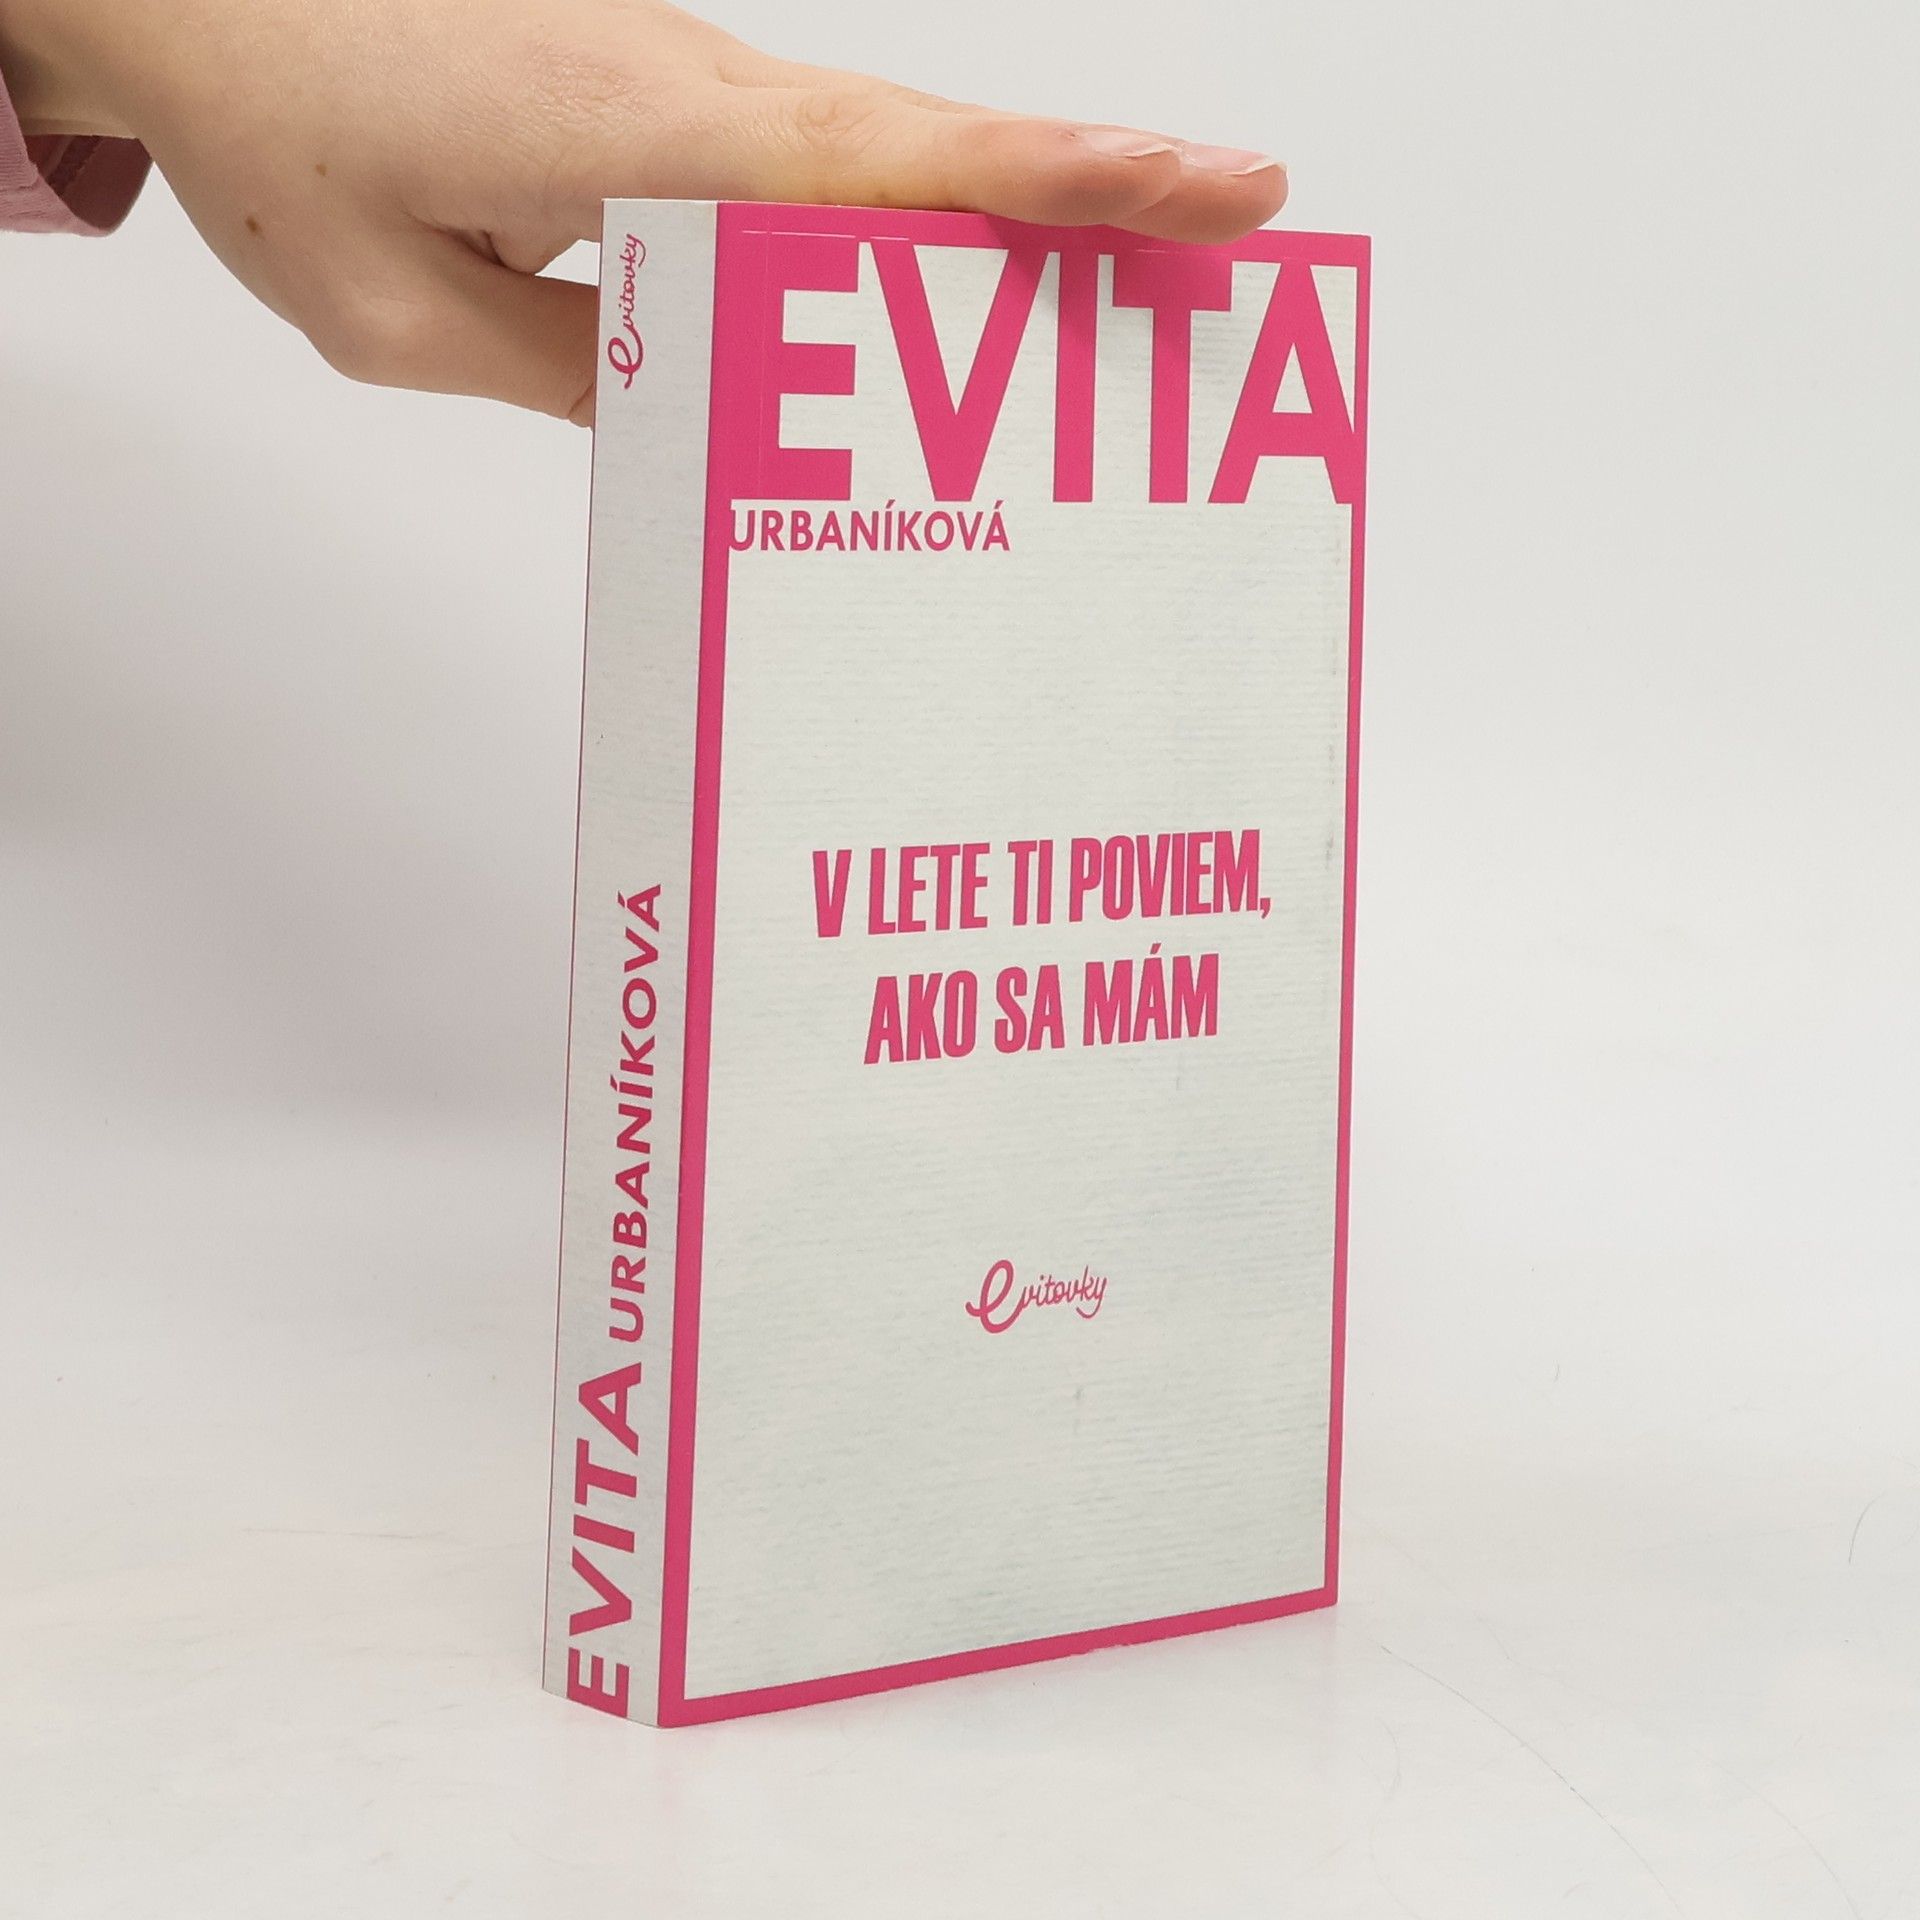 EVITA
URBANÍKOVÁ
V LETE TI POVIEM,
AKO SA MÁM
evitovky
EVITA URBANÍKOVÁ
evitovky